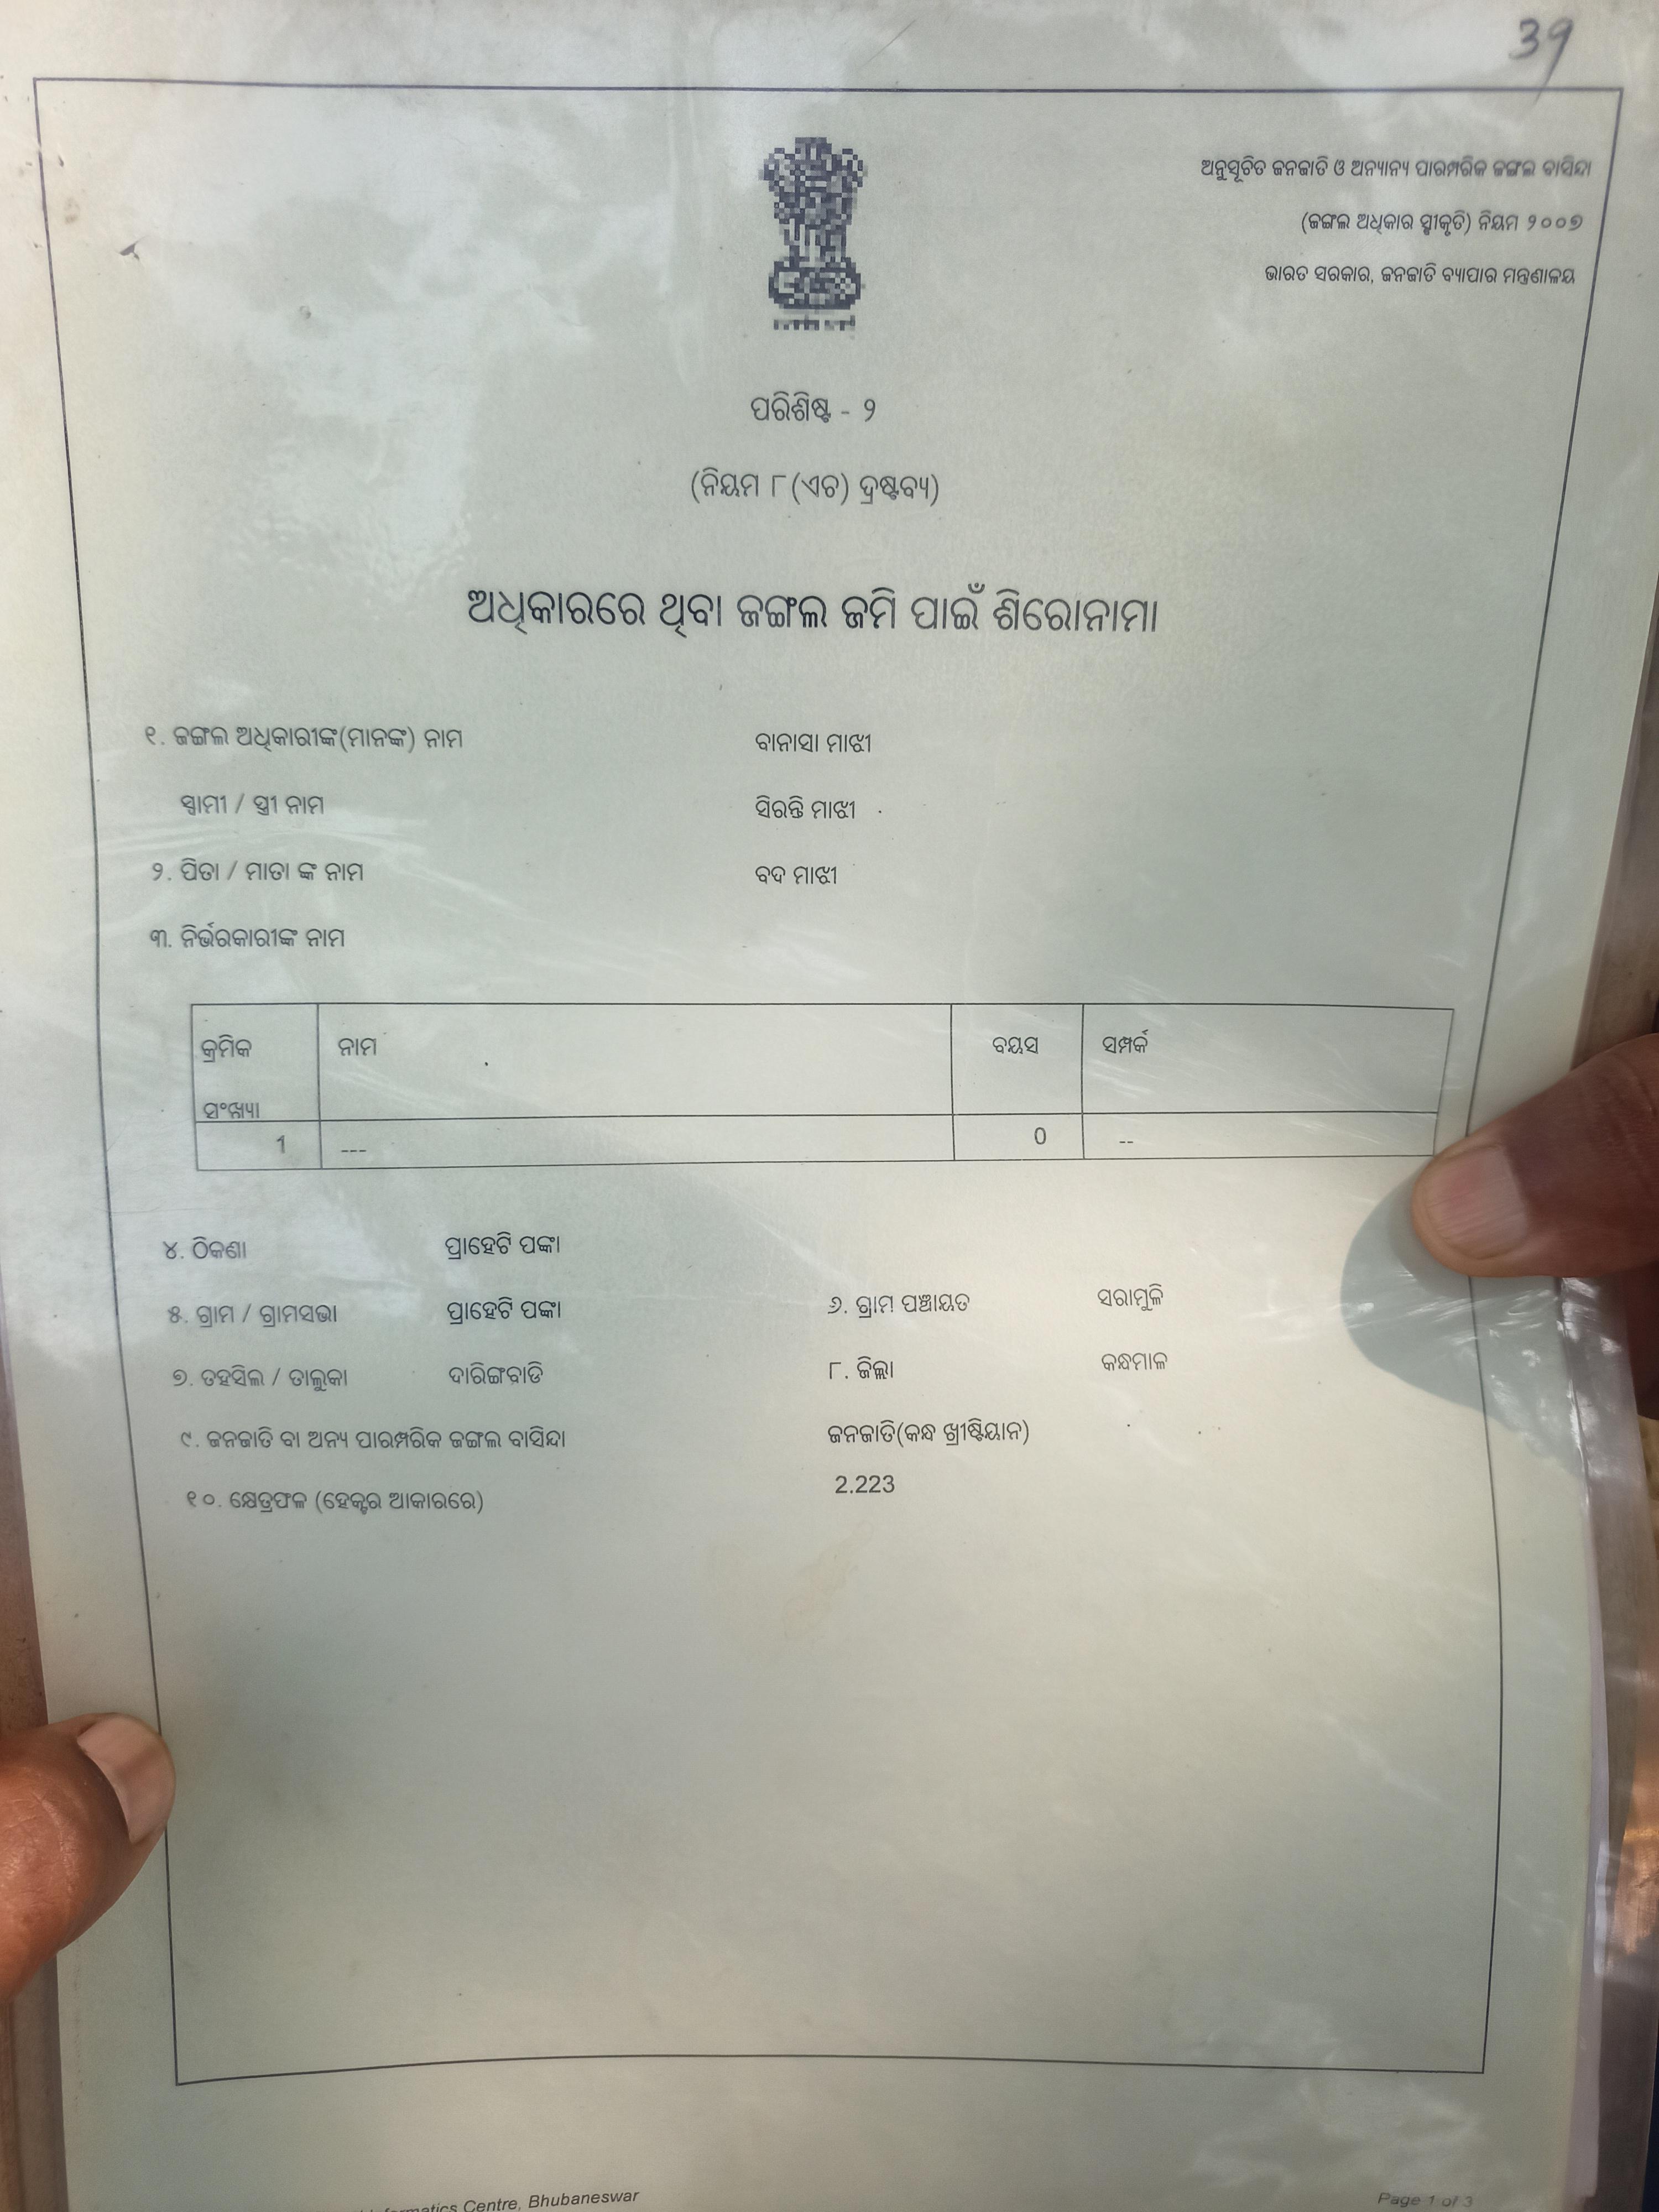 39
ଅନୁସୂଚିତ ଜନଜାତି ଓ ଅନ୍ୟାନ୍ୟ ପାରମ୍ପରିକ ଜଙ୍ଗଲ ବାସିନ୍ଦା
(ଜଙ୍ଗଲ ଅଧିକାର ସ୍ୱୀକୃତି) ନିୟମ ୨୦୦୭
ଭାରତ ସରକାର, ଜନଜାତି ବ୍ୟାପାର ମନ୍ତ୍ରଣାଳୟ
ପରିଶିଷ୍ଟ - ୨
(ନିୟମ ୮(ଏଚ) ଦ୍ରଷ୍ଟବ୍ୟ)
ଅଧିକାରରେ ଥିବା ଜଙ୍ଗଲ ଜମି ପାଇଁ ଶିରୋନାମା
୧. ଜଙ୍ଗଲ ଅଧିକାରୀଙ୍କ(ମାନଙ୍କ) ନାମ ବାନାସା ମାଝୀ
ସ୍ୱାମୀ / ସ୍ତ୍ରୀ ନାମ ସିରନ୍ତି ମାଝୀ
୨. ପିତା / ମାତା ଙ୍କ ନାମ ବଦ ମାଝୀ
୩. ନିର୍ଭରକାରୀଙ୍କ ନାମ
କ୍ରମିକ ସଂଖ୍ୟା ନାମ ବୟସ ସମ୍ପର୍କ
1 --- 0 --
୪. ଠିକଣା ପ୍ରାହେଟି ପଙ୍କା
୫. ଗ୍ରାମ / ଗ୍ରାମସଭା ପ୍ରାହେଟି ପଙ୍କା ୬. ଗ୍ରାମ ପଞ୍ଚାୟତ ସରାମୁଳି
୭. ତହସିଲ / ତାଲୁକା ଦାରିଙ୍ଗବାଡି ୮. ଜିଲ୍ଲା କନ୍ଧମାଳ
୯. ଜନଜାତି ବା ଅନ୍ୟ ପାରମ୍ପରିକ ଜଙ୍ଗଲ ବାସିନ୍ଦା ଜନଜାତି(କନ୍ଧ ଖ୍ରୀଷ୍ଟିୟାନ)
୧୦. କ୍ଷେତ୍ରଫଳ (ହେକ୍ଟର ଆକାରରେ) 2.223
Informatics Centre, Bhubaneswar Page 1 of 3